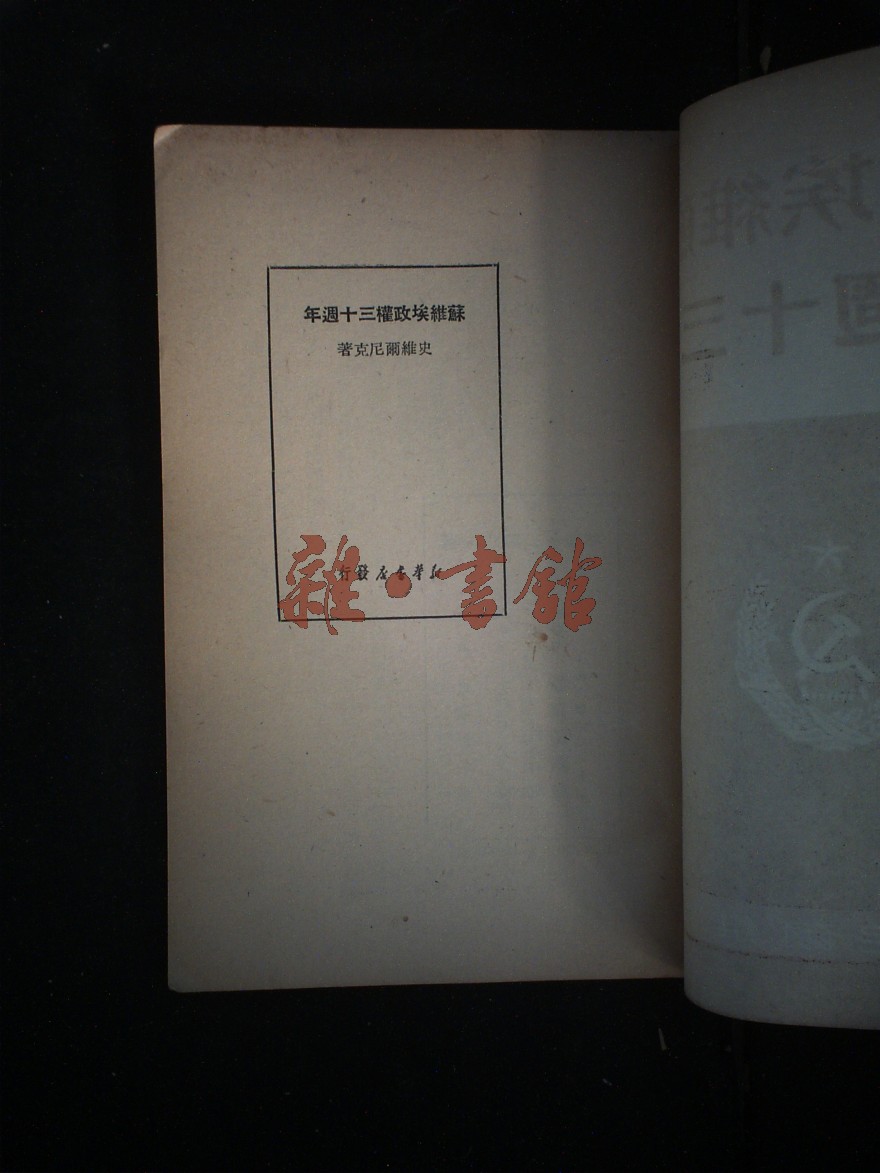 蘇維埃政權三十週年
史維爾尼克著
新華書店發行
雜·書館